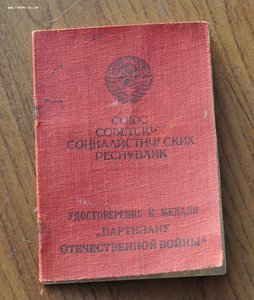 СОЮЗ
СОВЕТСКИХ
СОЦИАЛИСТИЧЕСКИХ
РЕСПУБЛИК
УДОСТОВЕРЕНИЕ К МЕДАЛИ
„ПАРТИЗАНУ
ОТЕЧЕСТВЕННОЙ ВОЙНЫ“